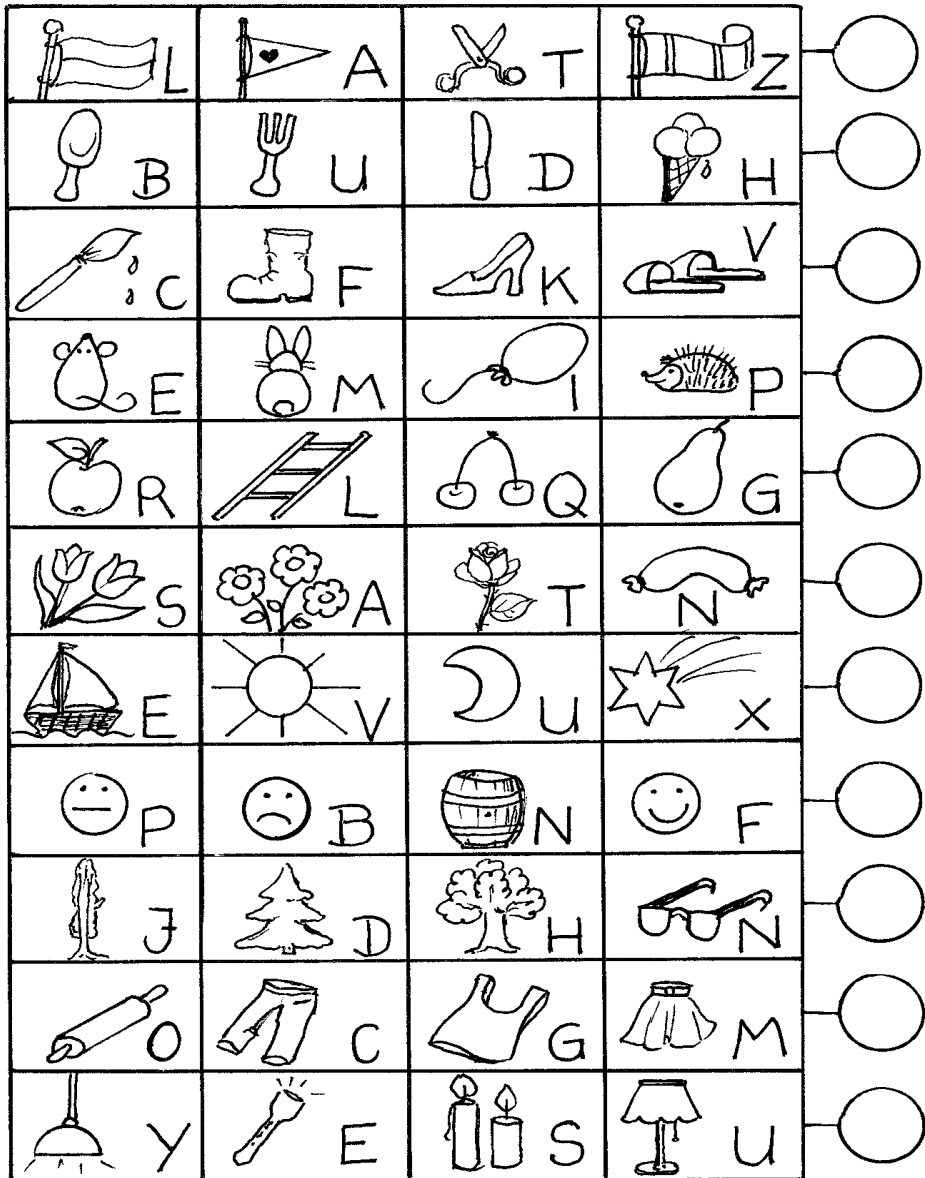 L A T Z
B U D H
C F K V
E M I P
R L Q G
S A T N
E V U X
P B N F
J D H N
O C G M
Y E S U